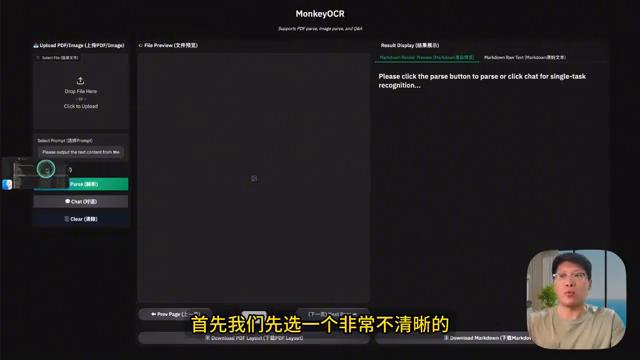 MonkeyOCR
Supports PDF parse, image parse, and Q&A
Upload PDF/Image (上传PDF/Image)
Select File (选择文件)
Drop File Here
- or -
Click to Upload
Select Prompt (选择Prompt)
Please output the text content from the
Parse (解析)
Chat (对话)
Clear (清除)
File Preview (文件预览)
Prev Page (上一
(下一页) Next Page
Download PDF Layout (下载PDF Layout)
Result Display (结果展示)
Markdown Render Preview (Markdown渲染预览)
Markdown Raw Text (Markdown原始文本)
Please click the parse button to parse or click chat for single-task
recognition...
Download Markdown (下载Mark
首先我们先选一个非常不清晰的